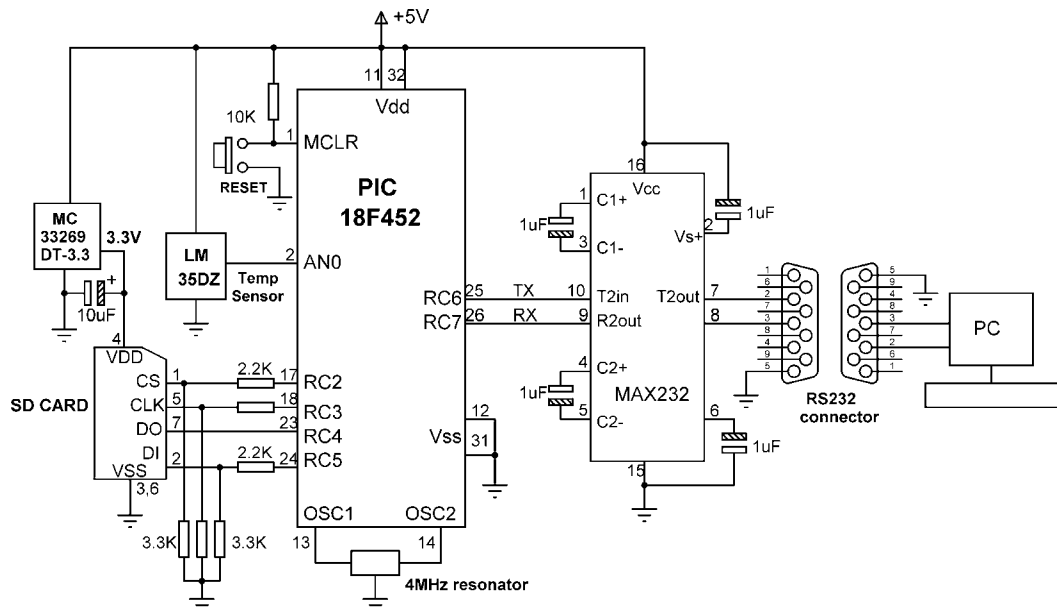 +5V
11 32
Vdd
10K
1
MCLR
RESET
PIC
18F452
MC
33269
DT-3.3
3.3V
+
10uF
LM
35DZ
2
AN0
Temp
Sensor
RC6
25
TX
10
T2in
RC7
26
RX
9
R2out
16
Vcc
1
C1+
1uF
3
C1-
2
Vs+
1uF
T2out
7
8
4
C2+
1uF
5
C2-
MAX232
6
1uF
15
1
6
2
7
3
8
4
9
5
5
9
4
8
3
7
2
6
1
RS232
connector
PC
4
VDD
SD CARD
CS
1
2.2K
17
RC2
CLK
5
18
RC3
DO
7
23
RC4
DI
2
2.2K
24
RC5
VSS
3,6
12
Vss
31
OSC1
OSC2
13
14
3.3K
3.3K
4MHz resonator